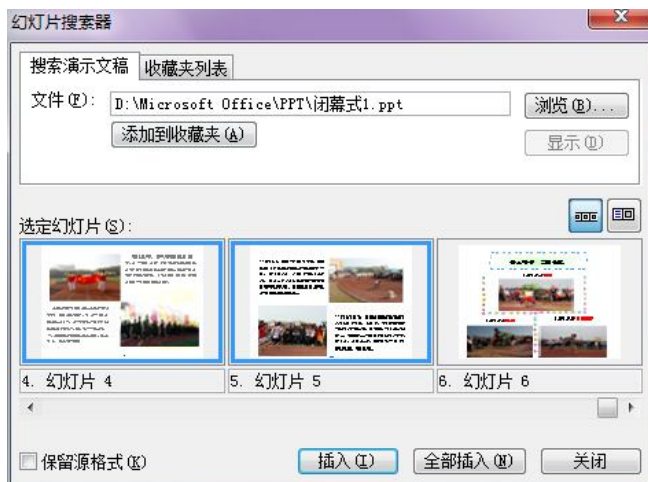 幻灯片搜索器
搜索演示文稿 收藏夹列表
文件(F): D:\Microsoft Office\PPT\闭幕式1.ppt 浏览(B)...
添加到收藏夹(A) 显示(D)
选定幻灯片(S):
4. 幻灯片 4 5. 幻灯片 5 6. 幻灯片 6
保留源格式(K) 插入(I) 全部插入(N) 关闭